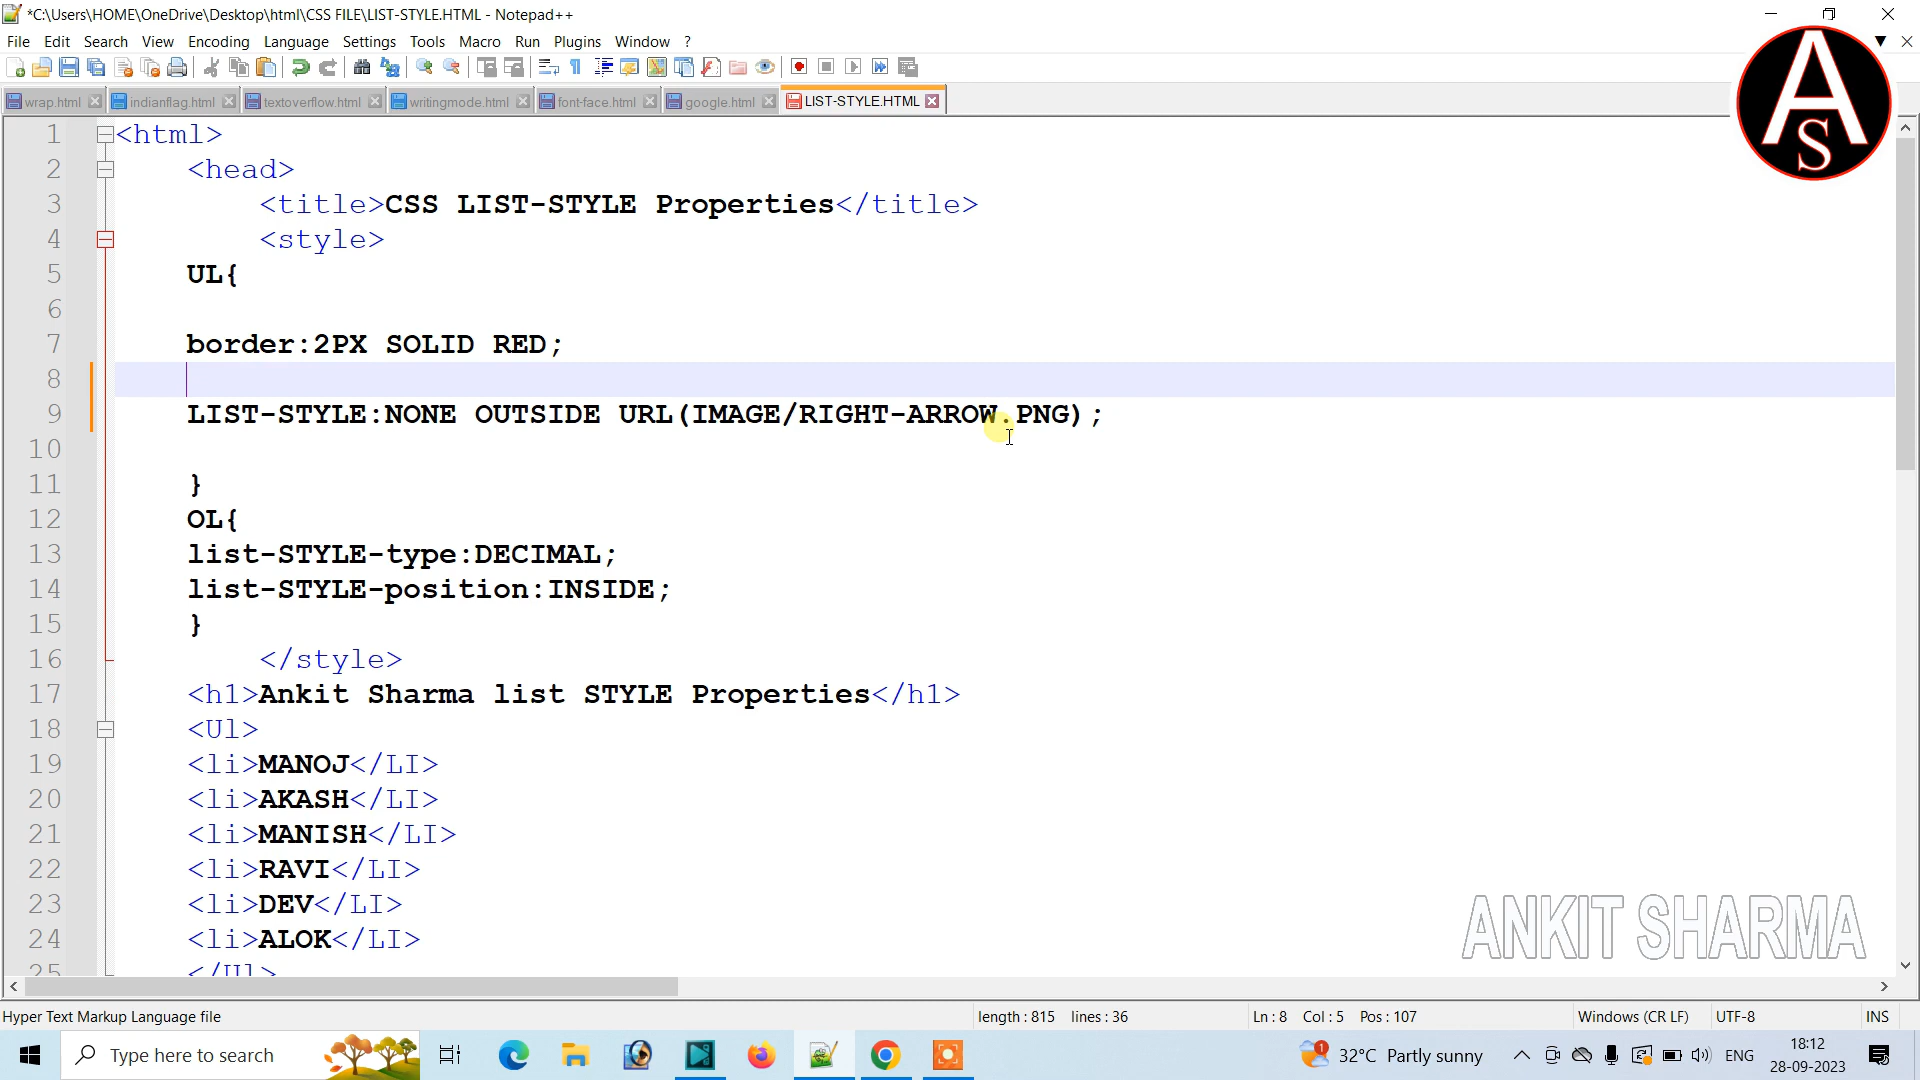 *C:\Users\HOME\OneDrive\Desktop\html\CSS FILE\LIST-STYLE.HTML - Notepad++
File Edit Search View Encoding Language Settings Tools Macro Run Plugins Window ?
wrap.html indianflag.html textoverflow.html writingmode.html font-face.html google.html LIST-STYLE.HTML
AS
1 <html>
2 <head>
3 <title>CSS LIST-STYLE Properties</title>
4 <style>
5 UL{
6
7 border:2PX SOLID RED;
8
9 LIST-STYLE:NONE OUTSIDE URL(IMAGE/RIGHT-ARROW.PNG);
10
11 }
12 OL{
13 list-STYLE-type:DECIMAL;
14 list-STYLE-position:INSIDE;
15 }
16 </style>
17 <h1>Ankit Sharma list STYLE Properties</h1>
18 <Ul>
19 <li>MANOJ</LI>
20 <li>AKASH</LI>
21 <li>MANISH</LI>
22 <li>RAVI</LI>
23 <li>DEV</LI>
24 <li>ALOK</LI>
25 </Ul>
ANKIT SHARMA
Hyper Text Markup Language file length : 815 lines : 36 Ln : 8 Col : 5 Pos : 107 Windows (CR LF) UTF-8 INS
Type here to search 1 32°C Partly sunny ENG 18:12
28-09-2023